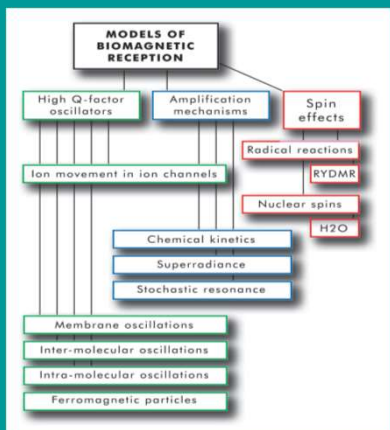 MODELS OF
BIOMAGNETIC
RECEPTION
High Q-factor
oscillators
Amplification
mechanisms
Spin
effects
Radical reactions
RYDMR
Ion movement in ion channels
Nuclear spins
H2O
Chemical kinetics
Superradiance
Stochastic resonance
Membrane oscillations
Inter-molecular oscillations
Intra-molecular oscillations
Ferromagnetic particles